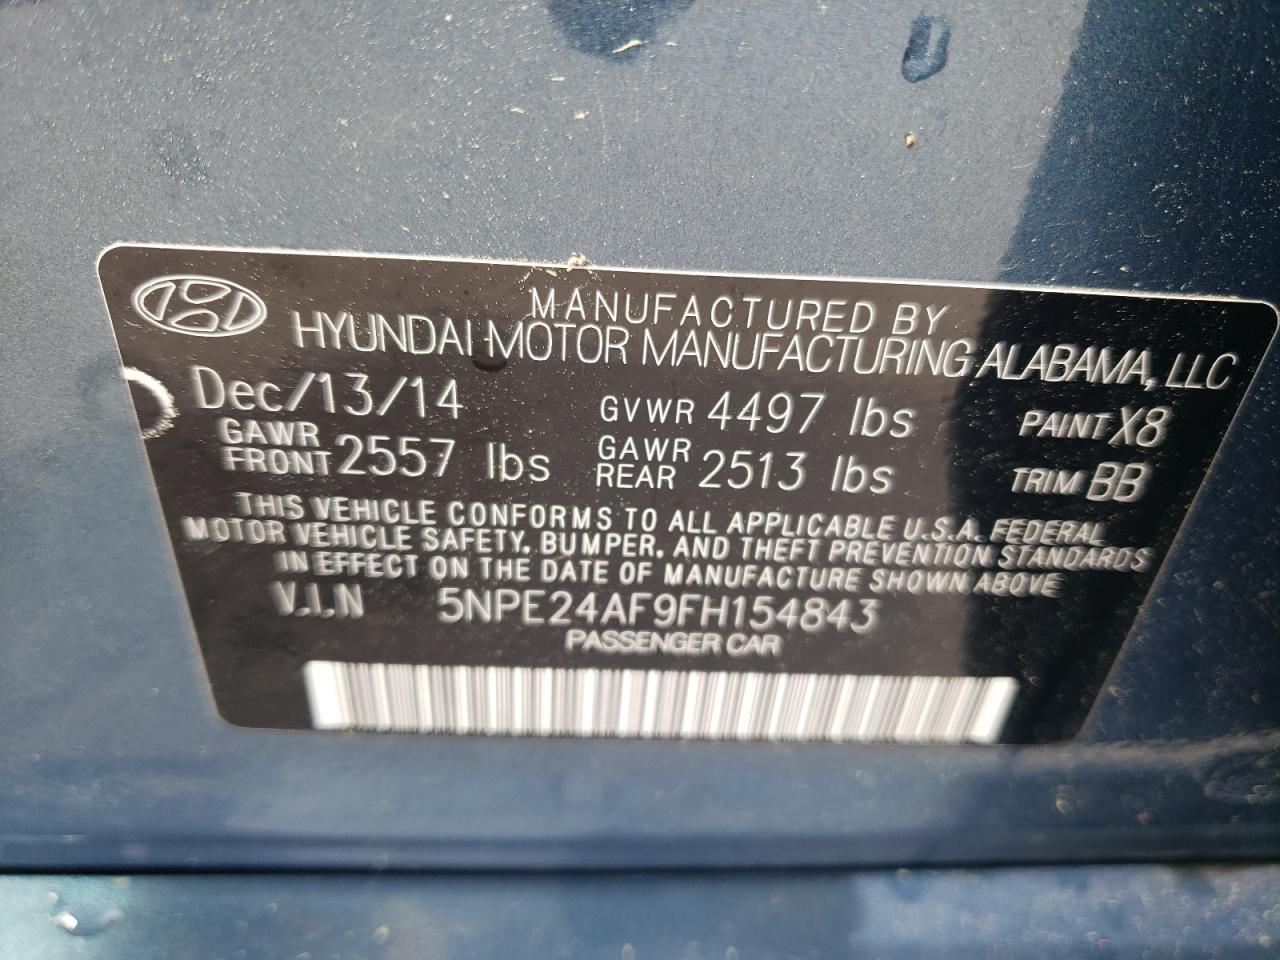 MANUFACTURED BY
HYUNDAI MOTOR MANUFACTURING ALABAMA, LLC
Dec/13/14 GVWR 4497 lbs PAINT X8
GAWR FRONT 2557 lbs GAWR REAR 2513 lbs TRIM BB
THIS VEHICLE CONFORMS TO ALL APPLICABLE U.S.A. FEDERAL
MOTOR VEHICLE SAFETY, BUMPER, AND THEFT PREVENTION STANDARDS
IN EFFECT ON THE DATE OF MANUFACTURE SHOWN ABOVE
V.I.N 5NPE24AF9FH154843
PASSENGER CAR